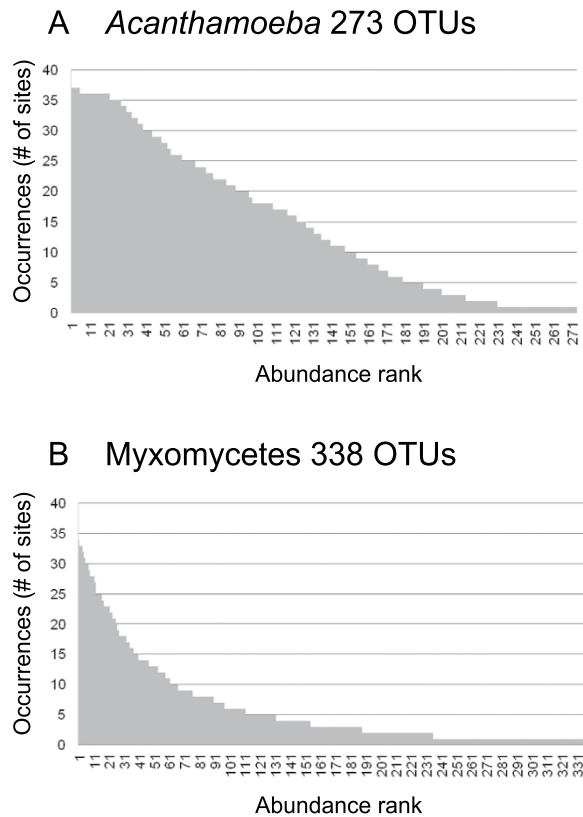 A Acanthamoeba 273 OTUs
Occurrences (# of sites)
40
35
30
25
20
15
10
5
0
1 11 21 31 41 51 61 71 81 91 101 111 121 131 141 151 161 171 181 191 201 211 221 231 241 251 261 271
Abundance rank
B Myxomycetes 338 OTUs
Occurrences (# of sites)
40
35
30
25
20
15
10
5
0
1 11 21 31 41 51 61 71 81 91 101 111 121 131 141 151 161 171 181 191 201 211 221 231 241 251 261 271 281 291 301 311 321 331
Abundance rank